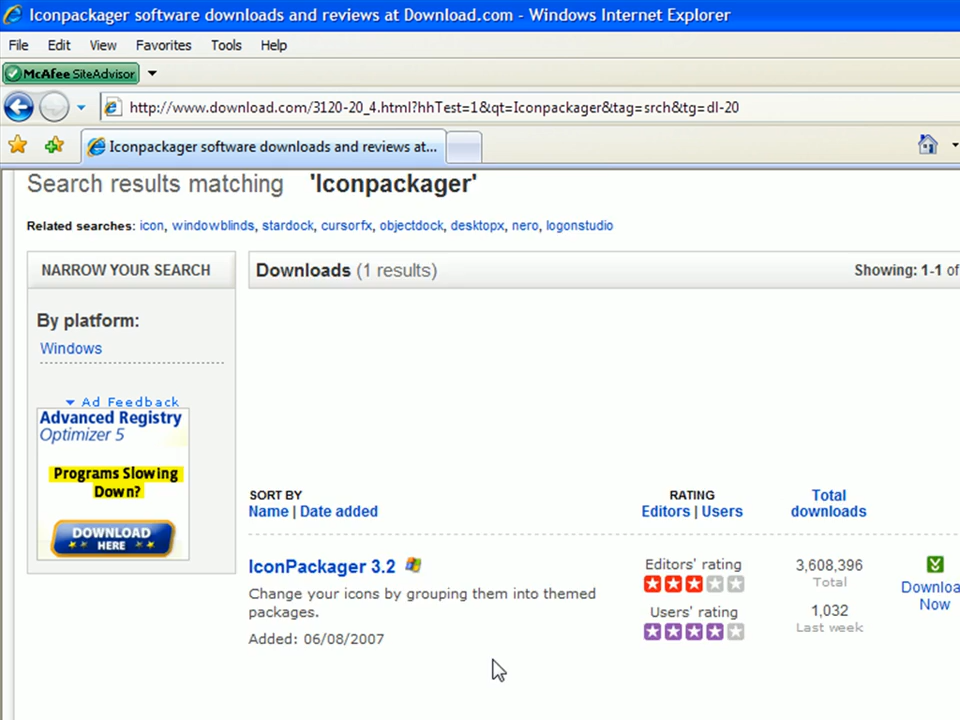 Iconpackager software downloads and reviews at Download.com - Windows Internet Explorer
File Edit View Favorites Tools Help
McAfee SiteAdvisor
http://www.download.com/3120-20_4.html?hhTest=1&qt=Iconpackager&tag=srch&tg=dl-20
Iconpackager software downloads and reviews at...
Search results matching 'Iconpackager'
Related searches: icon, windowblinds, stardock, cursorfx, objectdock, desktopx, nero, logonstudio
NARROW YOUR SEARCH
By platform:
Windows
Ad Feedback
Advanced Registry
Optimizer 5
Programs Slowing
Down?
DOWNLOAD
HERE
Downloads (1 results)
Showing: 1-1 of
SORT BY
Name | Date added
RATING
Editors | Users
Total
downloads
IconPackager 3.2
Change your icons by grouping them into themed
packages.
Added: 06/08/2007
Editors' rating
Users' rating
3,608,396
Total
1,032
Last week
Downloa
Now